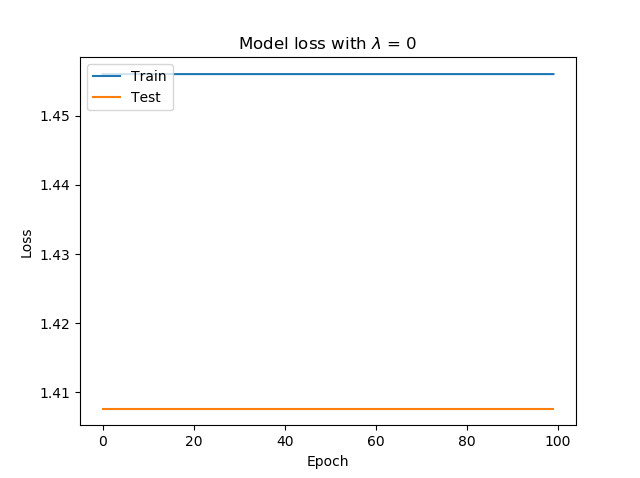 Model loss with λ = 0
Train
Test
1.45
1.44
1.43
1.42
1.41
Loss
0 20 40 60 80 100
Epoch